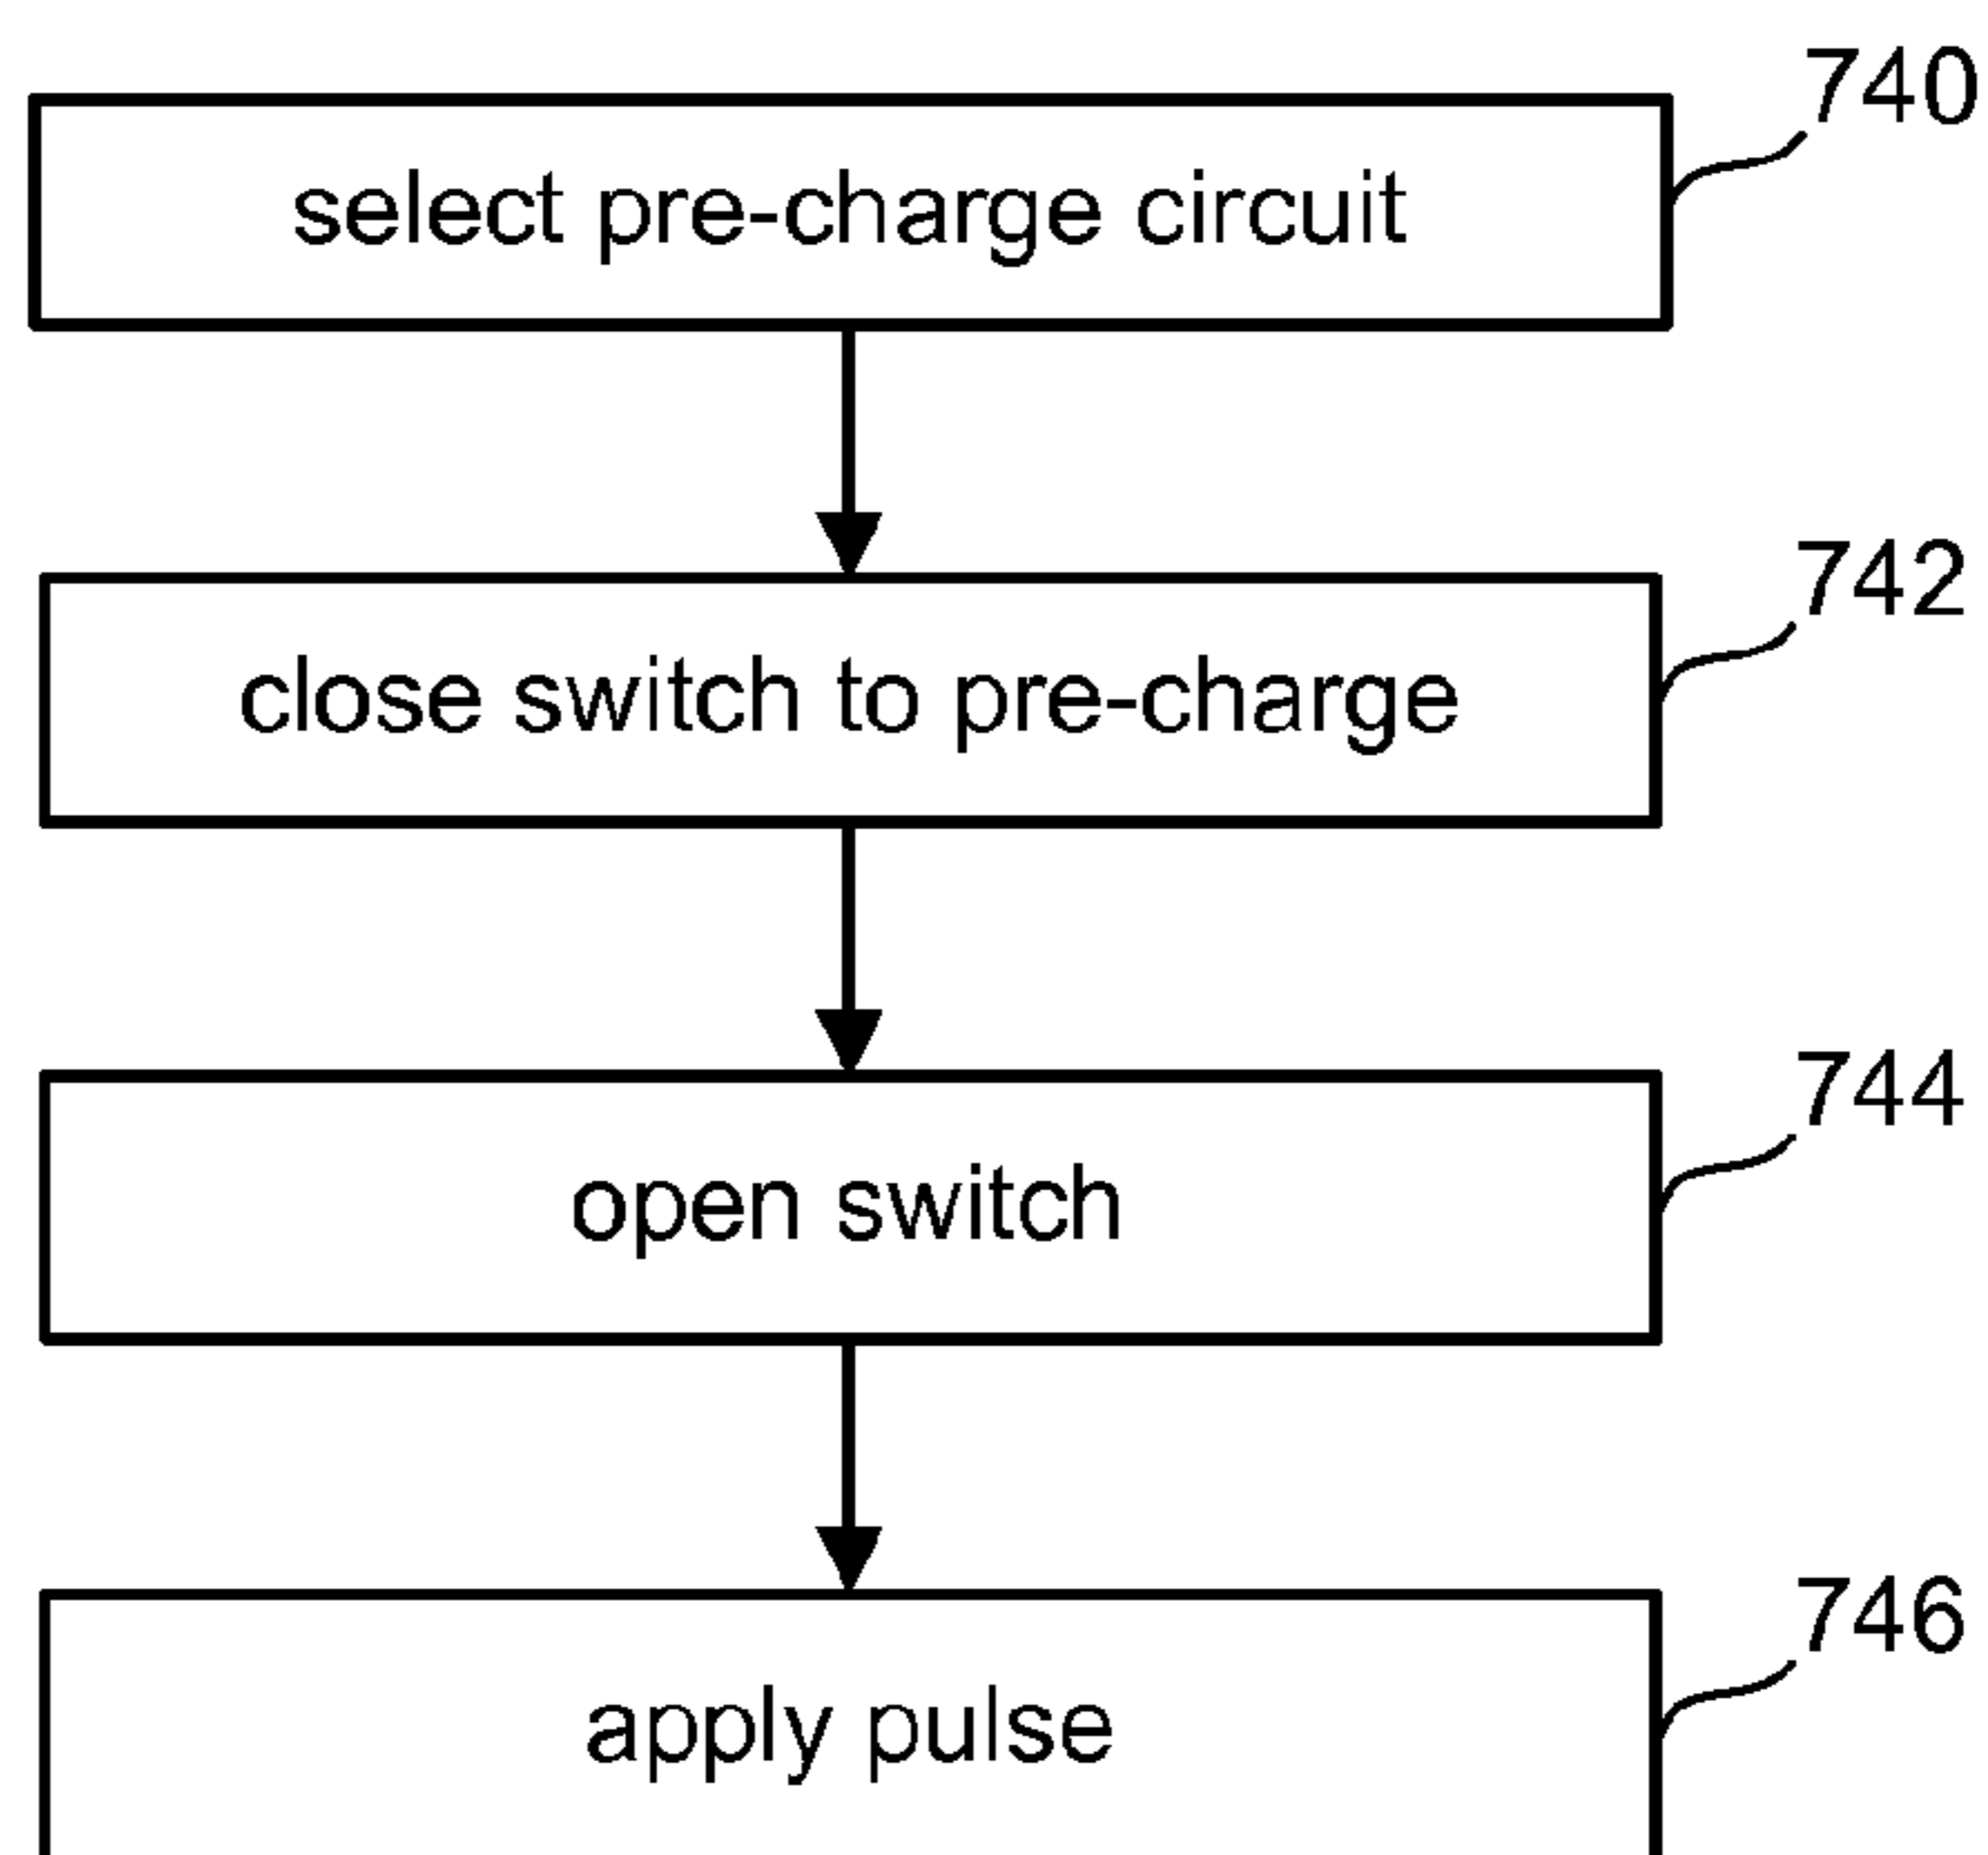 740
select pre-charge circuit
742
close switch to pre-charge
744
open switch
746
apply pulse